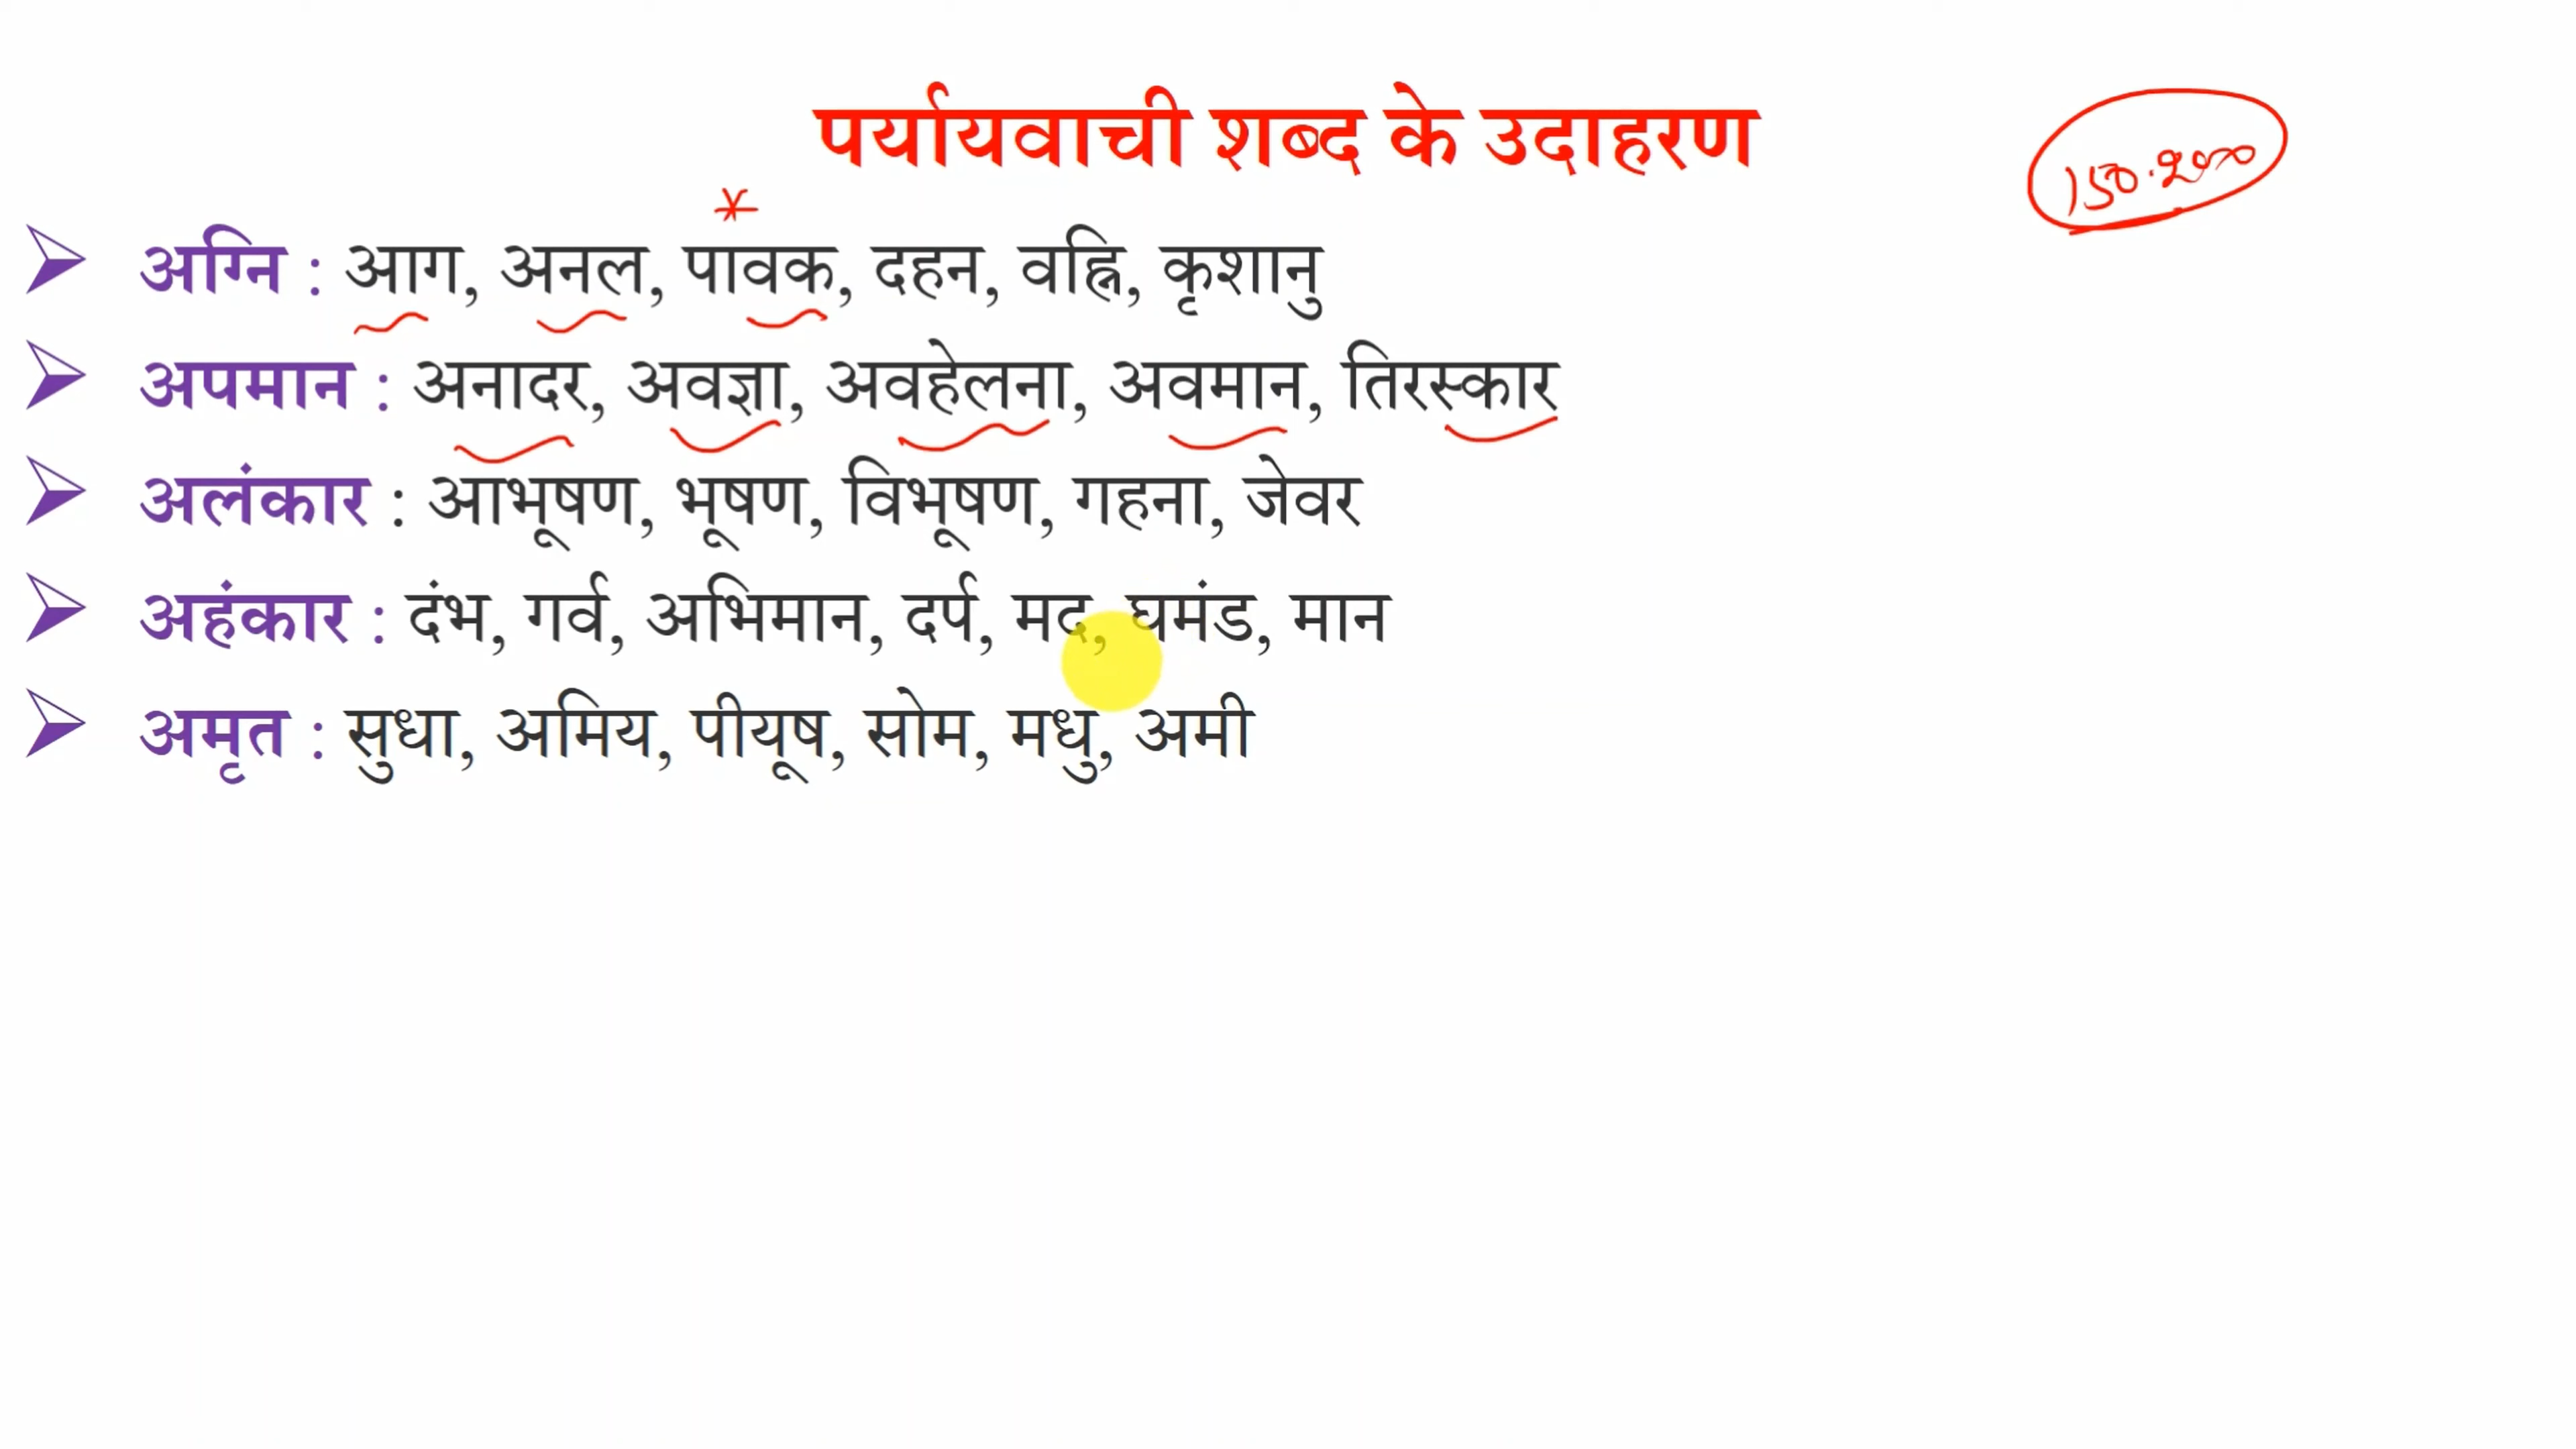 पर्यायवाची शब्द के उदाहरण
150-200
अग्नि : आग, अनल, पावक, दहन, वह्नि, कृशानु
अपमान : अनादर, अवज्ञा, अवहेलना, अवमान, तिरस्कार
अलंकार : आभूषण, भूषण, विभूषण, गहना, जेवर
अहंकार : दंभ, गर्व, अभिमान, दर्प, मद, घमंड, मान
अमृत : सुधा, अमिय, पीयूष, सोम, मधु, अमी